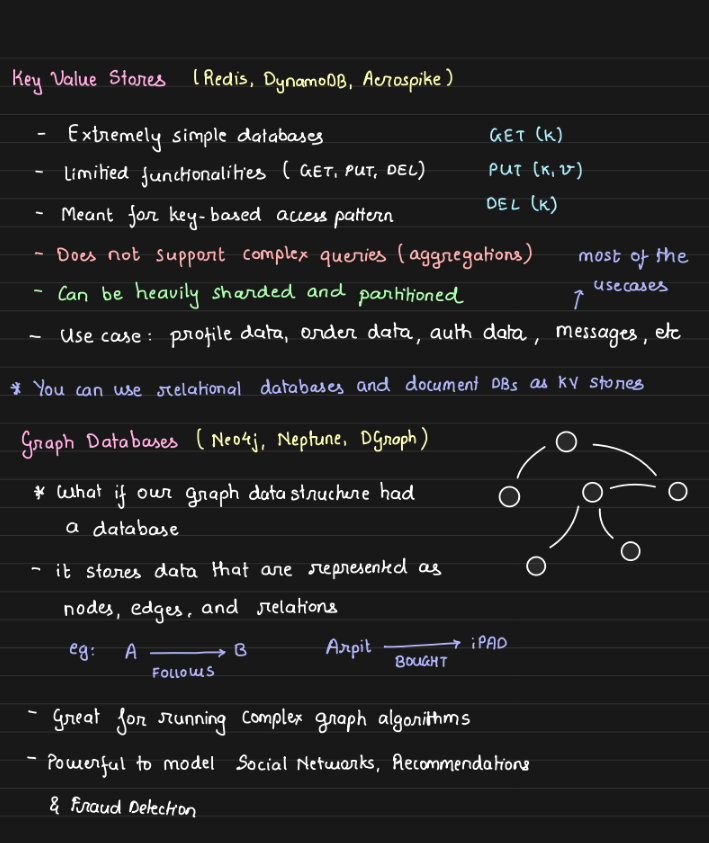 Key Value Stores (Redis, DynamoDB, Aerospike)
- Extremely simple databases GET (K)
- Limitied functionalities (GET, PUT, DEL) PUT (K, V)
- Meant for key-based access pattern DEL (K)
- Does not support complex queries (aggregations) most of the
- Can be heavily sharded and partitioned ↑ usecases
- Use case: profile data, order data, auth data, messages, etc
* You can use relational databases and document DBs as KV stores
Graph Databases (Neo4j, Neptune, DGraph)
* What if our graph data structure had
a database
- it stores data that are represented as
nodes, edges, and relations
eg: A → B Arpit → iPAD
FOLLOWS BOUGHT
- Great for running complex graph algorithms
- Powerful to model Social Networks, Recommendations
& Fraud Detection